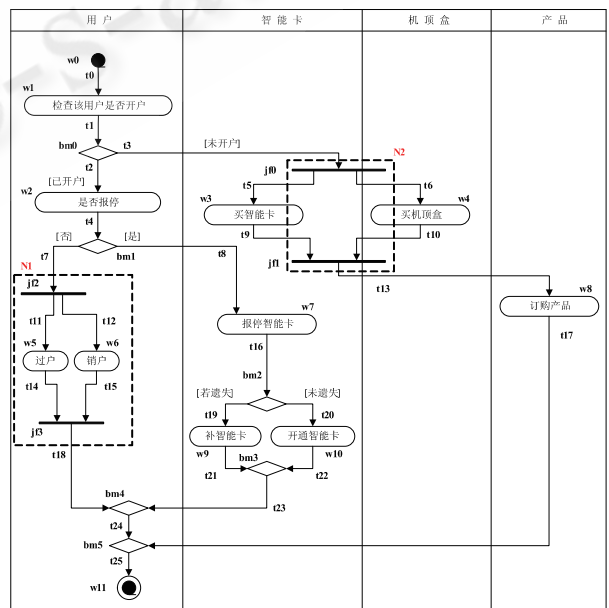 用户 智能卡 机顶盒 产品
w0
t0
w1
检查该用户是否开户
t1
bm0 t3 [未开户]
t2
N2
[已开户]
jf0
w2
t5 t6
是否报停
w3 w4
买智能卡 买机顶盒
t4
t9 t10
[否] [是]
bm1
t7 t8
jf1
N1
t13
jf2
w8
订购产品
w7
报停智能卡
t11 t12
t17
w5 w6
t16
过户 销户
bm2
t14 t15
[若遗失] [未遗失]
t19 t20
jf3
补智能卡 开通智能卡
w9 bm3 w10
t18
t21 t22
bm4
t23
t24
bm5
t25
w11